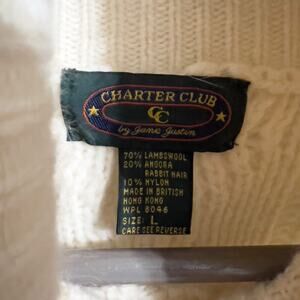 CHARTER CLUB
CC
by Jane Justin
70% LAMBSWOOL
20% ANGORA
RABBIT HAIR
10% NYLON
MADE IN BRITISH
HONG KONG
WPL 8046
SIZE: L
CARE SEE REVERSE